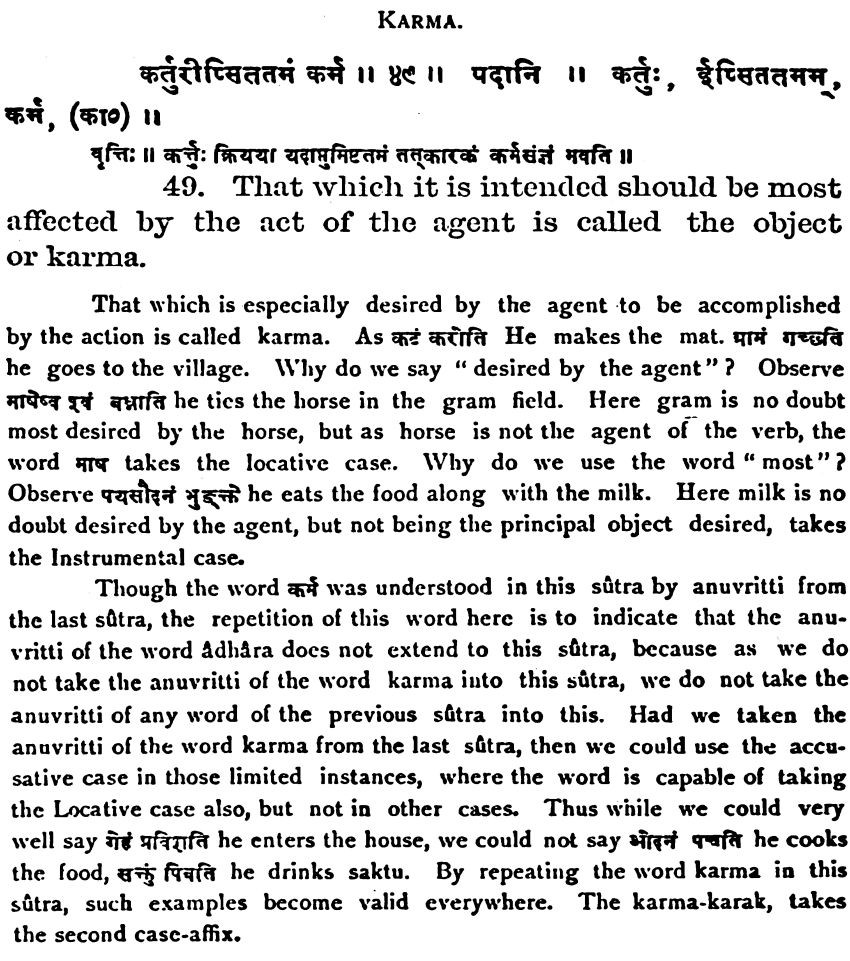 KARMA.
कर्तुरीप्सिततमं कर्म ॥ ४९ ॥ पदानि ॥ कर्तुः, ईप्सिततमम्,
कर्म, (का०) ॥
वृत्तिः ॥ कर्त्तुः क्रियया यदाप्तुमिष्टतमं तत्कारकं कर्मसंज्ञं भवति ॥
49. That which it is intended should be most
affected by the act of the agent is called the object
or karma.
That which is especially desired by the agent to be accomplished
by the action is called karma. As कटं करोति He makes the mat. ग्रामं गच्छति
he goes to the village. Why do we say "desired by the agent"? Observe
माषेष्व श्वं बध्नाति he ties the horse in the gram field. Here gram is no doubt
most desired by the horse, but as horse is not the agent of the verb, the
word माष takes the locative case. Why do we use the word "most"?
Observe पयसौदनं भुङ्क्ते he eats the food along with the milk. Here milk is no
doubt desired by the agent, but not being the principal object desired, takes
the Instrumental case.
Though the word कर्म was understood in this sûtra by anuvritti from
the last sûtra, the repetition of this word here is to indicate that the anu-
vritti of the word âdhâra does not extend to this sûtra, because as we do
not take the anuvritti of the word karma into this sûtra, we do not take the
anuvritti of any word of the previous sûtra into this. Had we taken the
anuvritti of the word karma from the last sûtra, then we could use the accu-
sative case in those limited instances, where the word is capable of taking
the Locative case also, but not in other cases. Thus while we could very
well say गेहं प्रविशति he enters the house, we could not say ओदनं पचति he cooks
the food, सक्तुं पिबति he drinks saktu. By repeating the word karma in this
sûtra, such examples become valid everywhere. The karma-karak, takes
the second case-affix.